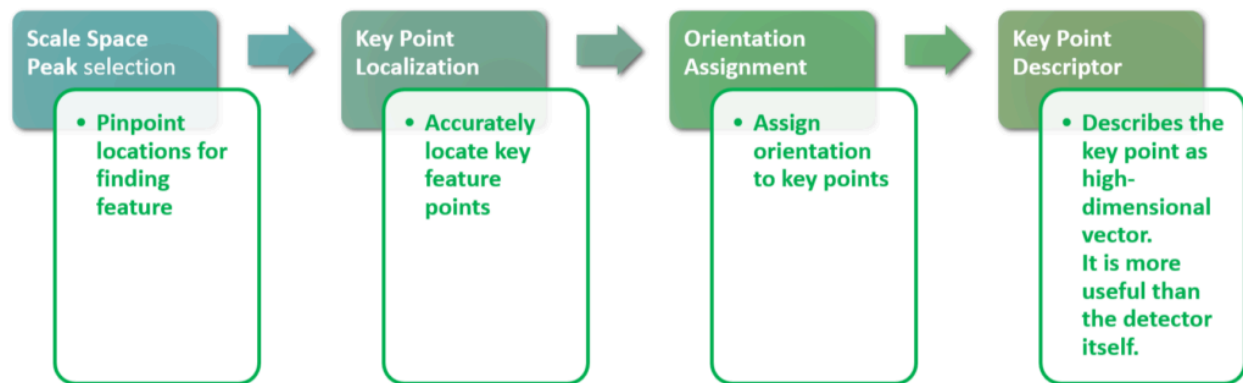 Scale Space
Peak selection
• Pinpoint
locations for
finding
feature
Key Point
Localization
• Accurately
locate key
feature
points
Orientation
Assignment
• Assign
orientation
to key points
Key Point
Descriptor
• Describes the
key point as
high-
dimensional
vector.
It is more
useful than
the detector
itself.